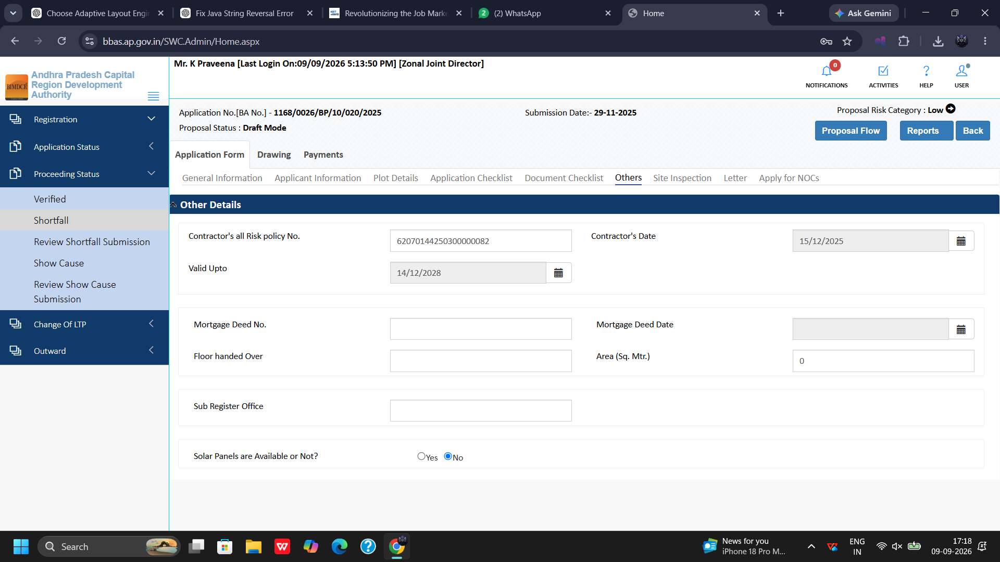 Choose Adaptive Layout Engin
Fix Java String Reversal Error
Revolutionizing the Job Marke
2
(2) WhatsApp
Home
Ask Gemini
bbas.ap.gov.in/SWC.Admin/Home.aspx
BIMDCR
Andhra Pradesh Capital
Region Development
Authority
Mr. K Praveena [Last Login On:09/09/2026 5:13:50 PM] [Zonal Joint Director]
0
NOTIFICATIONS
ACTIVITIES
HELP
USER
Registration
Application Status
Proceeding Status
Verified
Shortfall
Review Shortfall Submission
Show Cause
Review Show Cause
Submission
Change Of LTP
Outward
Application No.[BA No.] - 1168/0026/BP/10/020/2025
Submission Date:- 29-11-2025
Proposal Risk Category : Low
Proposal Status : Draft Mode
Proposal Flow
Reports
Back
Application Form
Drawing
Payments
General Information
Applicant Information
Plot Details
Application Checklist
Document Checklist
Others
Site Inspection
Letter
Apply for NOCs
Other Details
Contractor's all Risk policy No.
62070144250300000082
Contractor's Date
15/12/2025
Valid Upto
14/12/2028
Mortgage Deed No.
Mortgage Deed Date
Floor handed Over
Area (Sq. Mtr.)
0
Sub Register Office
Solar Panels are Available or Not?
Yes
No
Search
News for you
iPhone 18 Pro M...
ENG
IN
17:18
09-09-2026